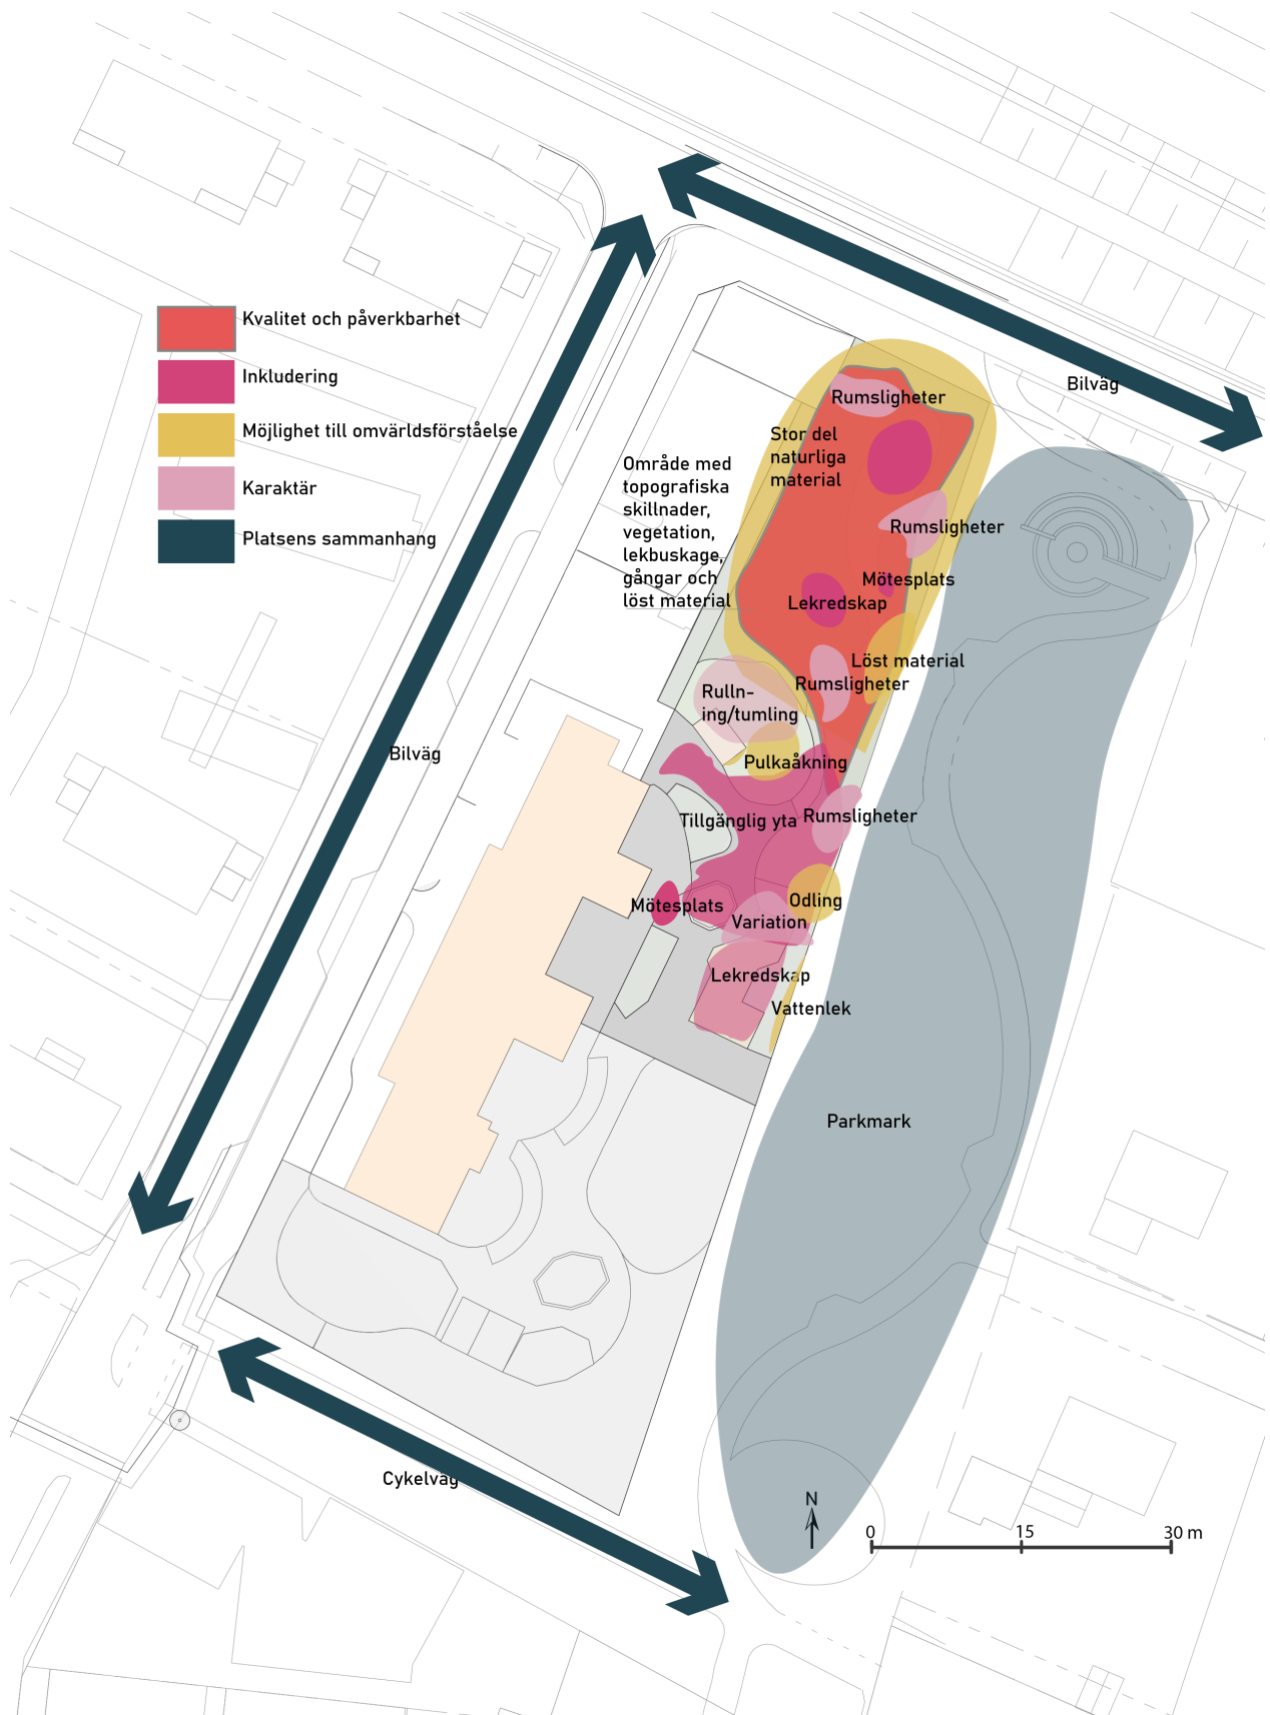 Kvalitet och påverkbarhet
Inkludering
Möjlighet till omvärldsförståelse
Karaktär
Platsens sammanhang
Bilväg
Rumsligheter
Stor del
naturliga
material
Område med
topografiska
skillnader,
vegetation,
lekbuskage,
gångar och
löst material
Rumsligheter
Mötesplats
Lekredskap
Löst material
Rumsligheter
Rulln-
ing/tumling
Bilväg
Pulkaåkning
Tillgänglig yta
Rumsligheter
Mötesplats
Odling
Variation
Lekredskap
Vattenlek
Parkmark
Cykelväg
N
0 15 30 m